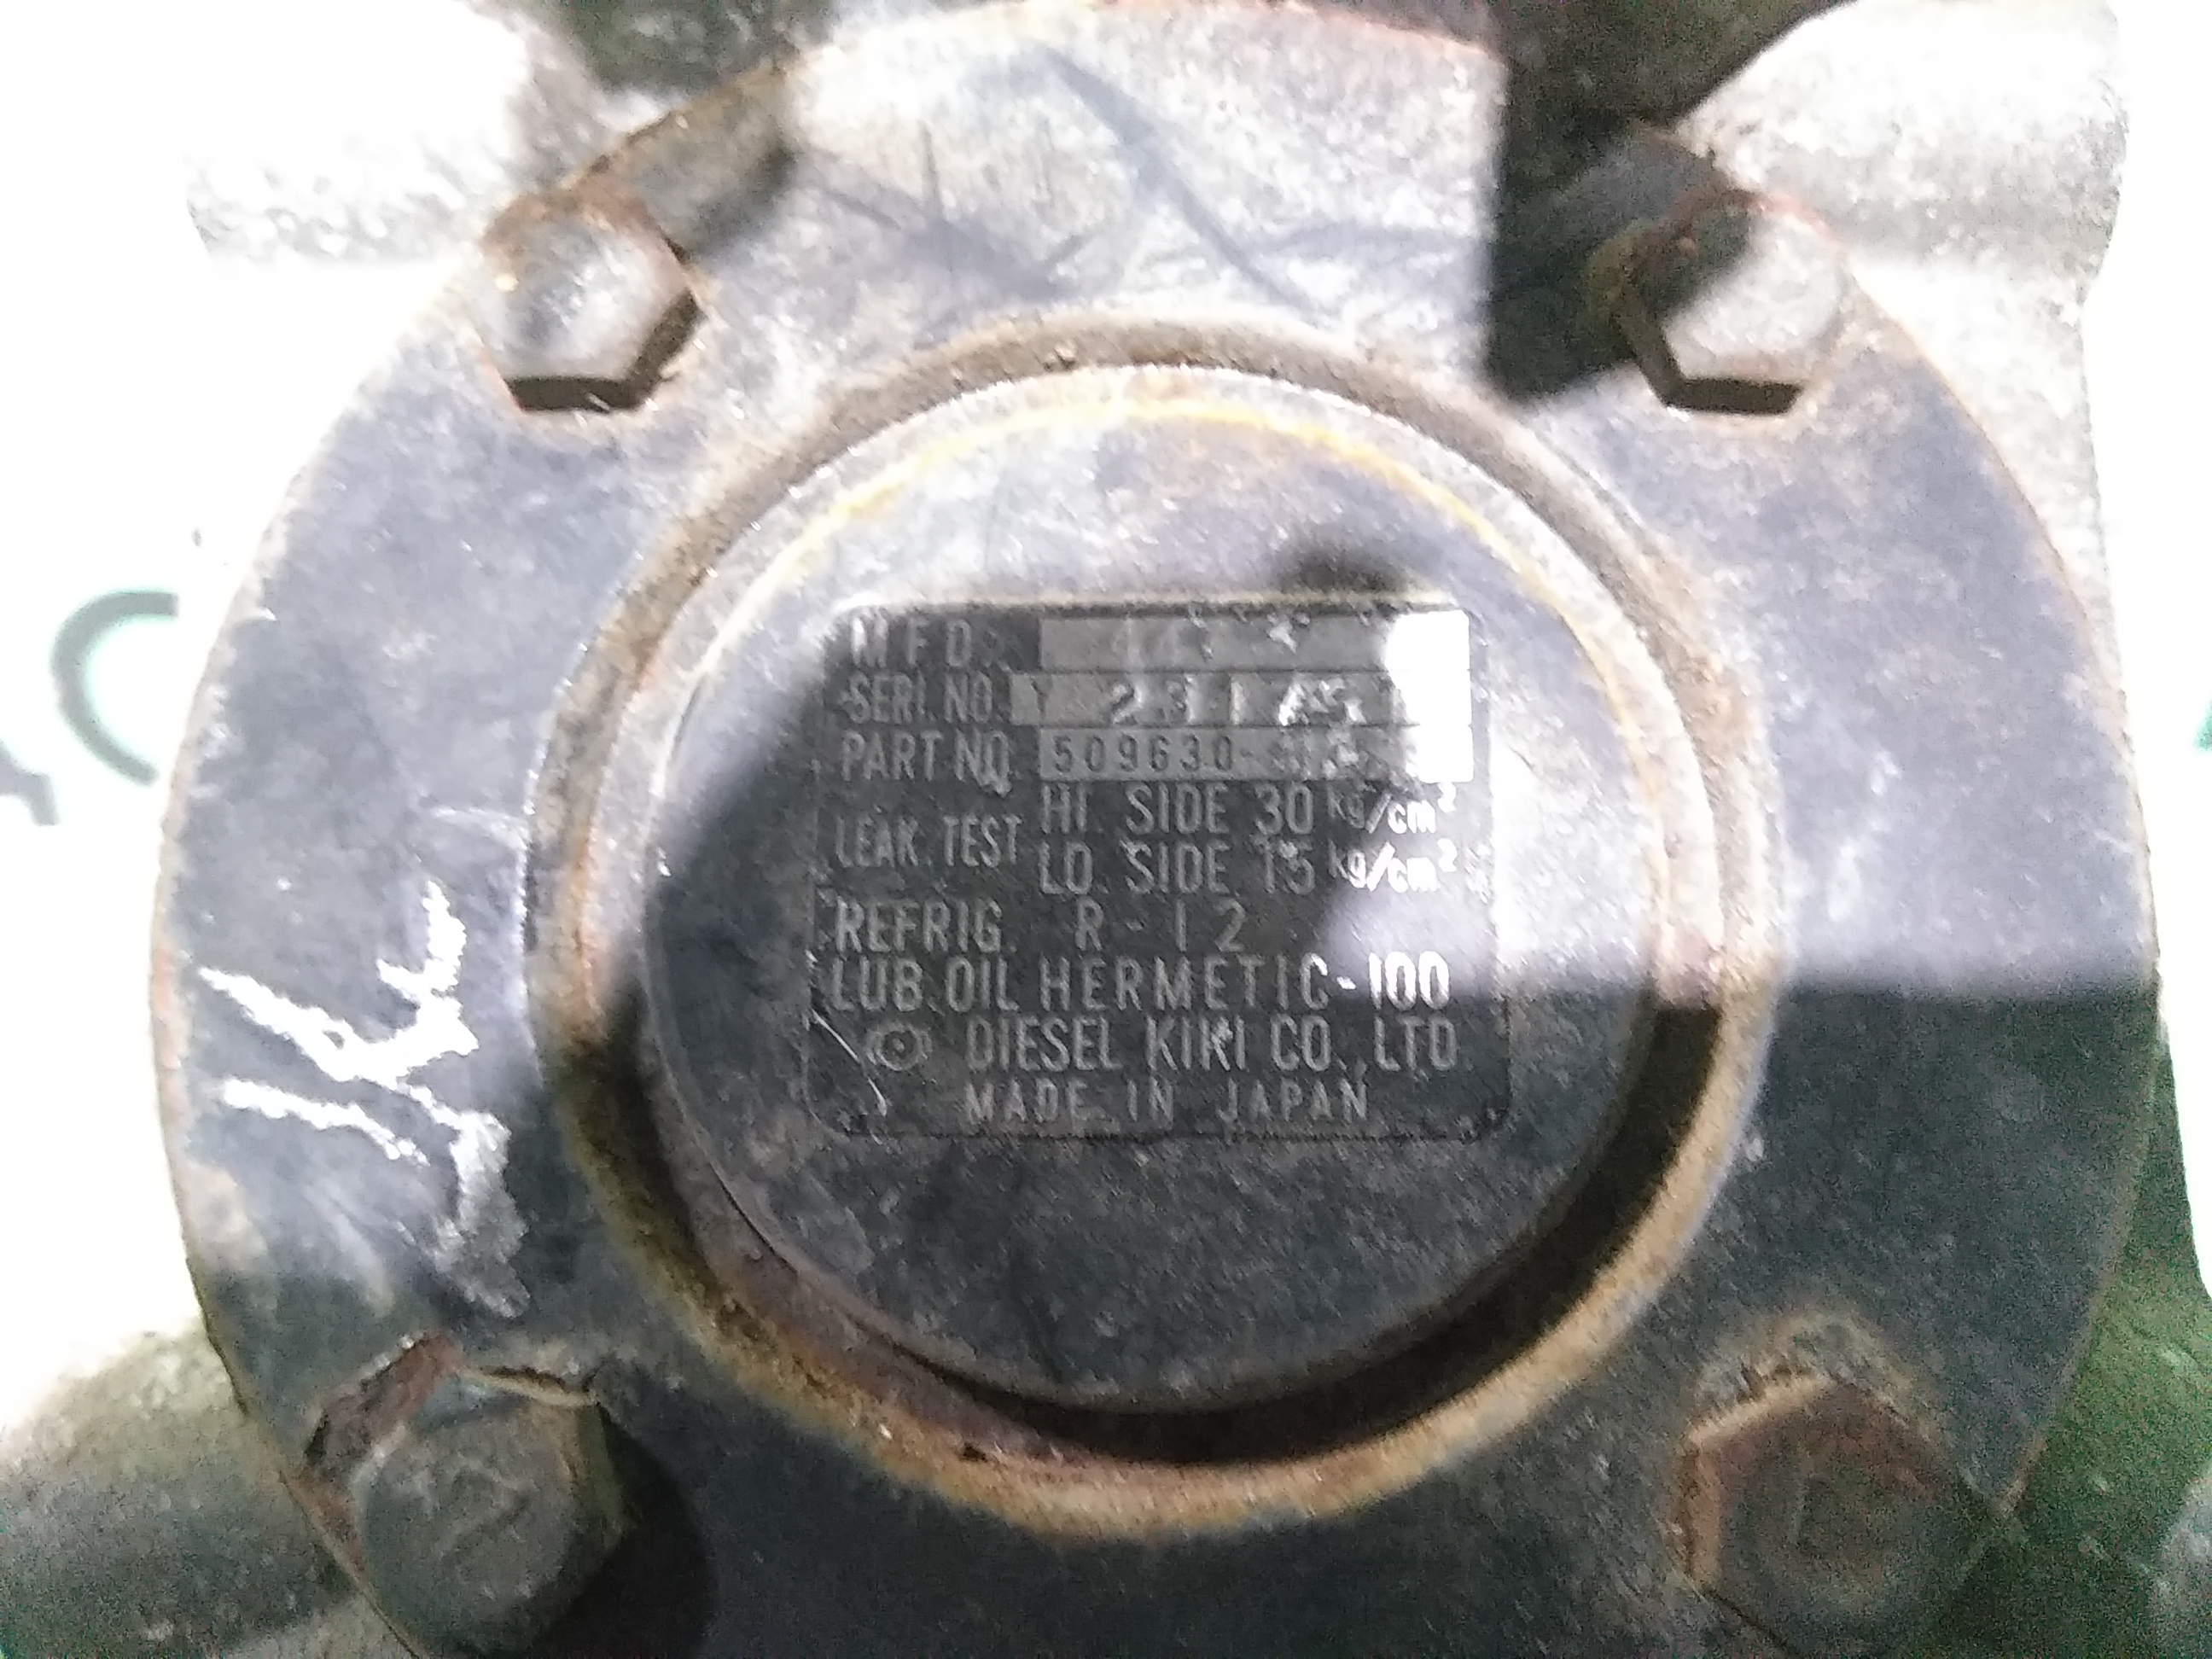 MFD.
SERI. NO.
PART NO. 509630-
LEAK. TEST HI. SIDE 30 kg/cm²
LO. SIDE 15 kg/cm²
REFRIG. R-12
LUB. OIL HERMETIC-100
DIESEL KIKI CO., LTD
MADE IN JAPAN